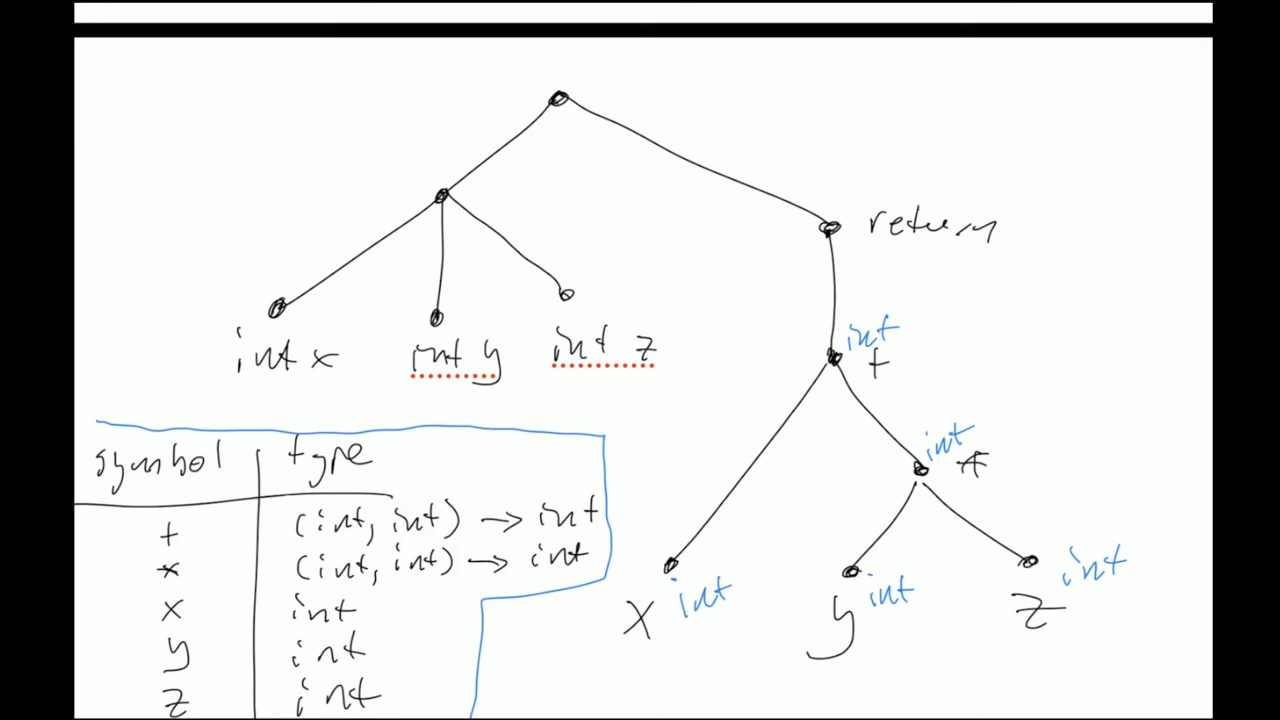 return
int
+
int x
int y
int z
int
*
symbol
type
+
(int, int) → int
*
(int, int) → int
x
int
y
int
z
int
x
int
y
int
z
int